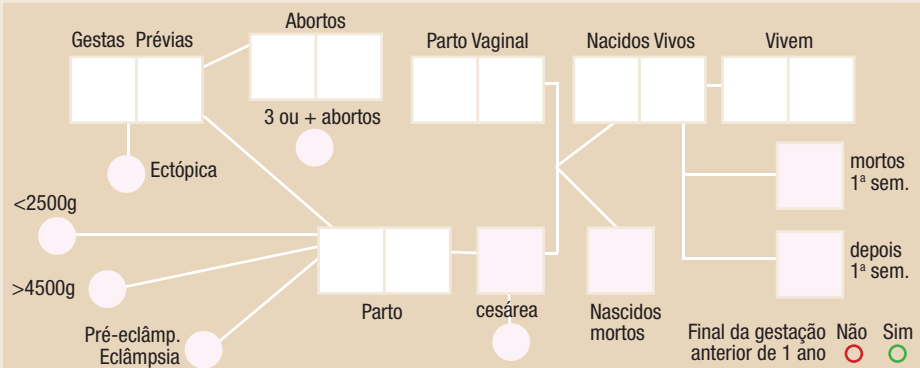 Abortos
Gestas Prévias
Parto Vaginal
Nacidos Vivos
Vivem
3 ou + abortos
Ectópica
mortos
1ª sem.
<2500g
depois
1ª sem.
>4500g
Parto
cesárea
Nascidos
mortos
Pré-eclâmp.
Eclâmpsia
Final da gestação
anterior de 1 ano
Não
Sim